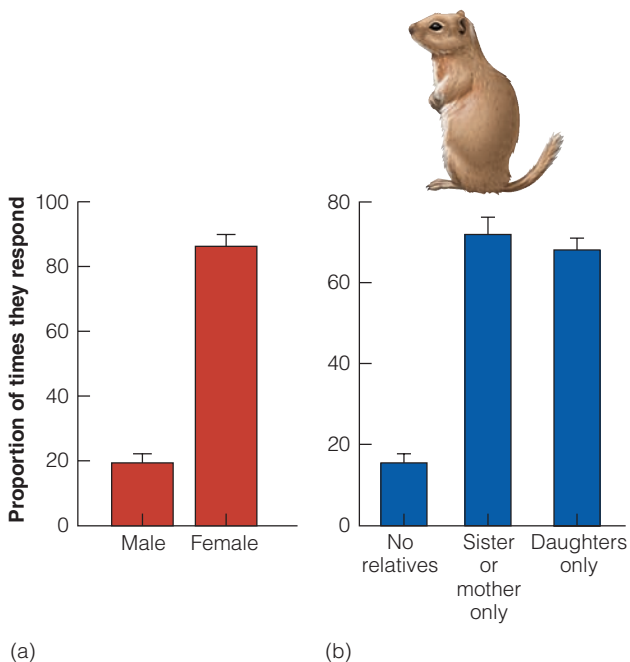 Proportion of times they respond
100
80
60
40
20
0
Male
Female
(a)
80
60
40
20
0
No
relatives
Sister
or
mother
only
Daughters
only
(b)